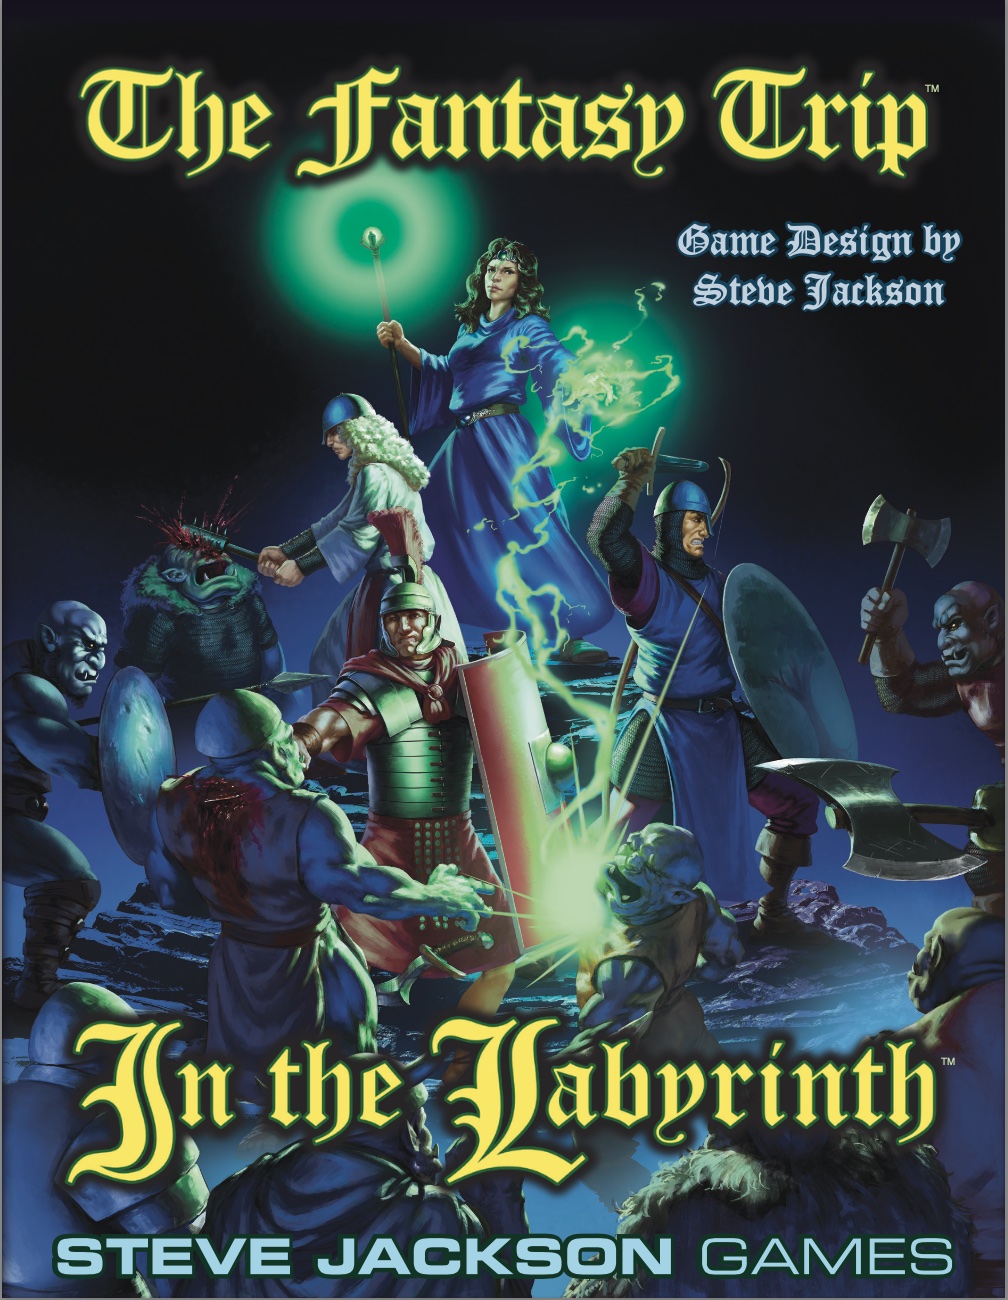 The Fantasy Trip™
Game Design by
Steve Jackson
In the Labyrinth™
STEVE JACKSON GAMES